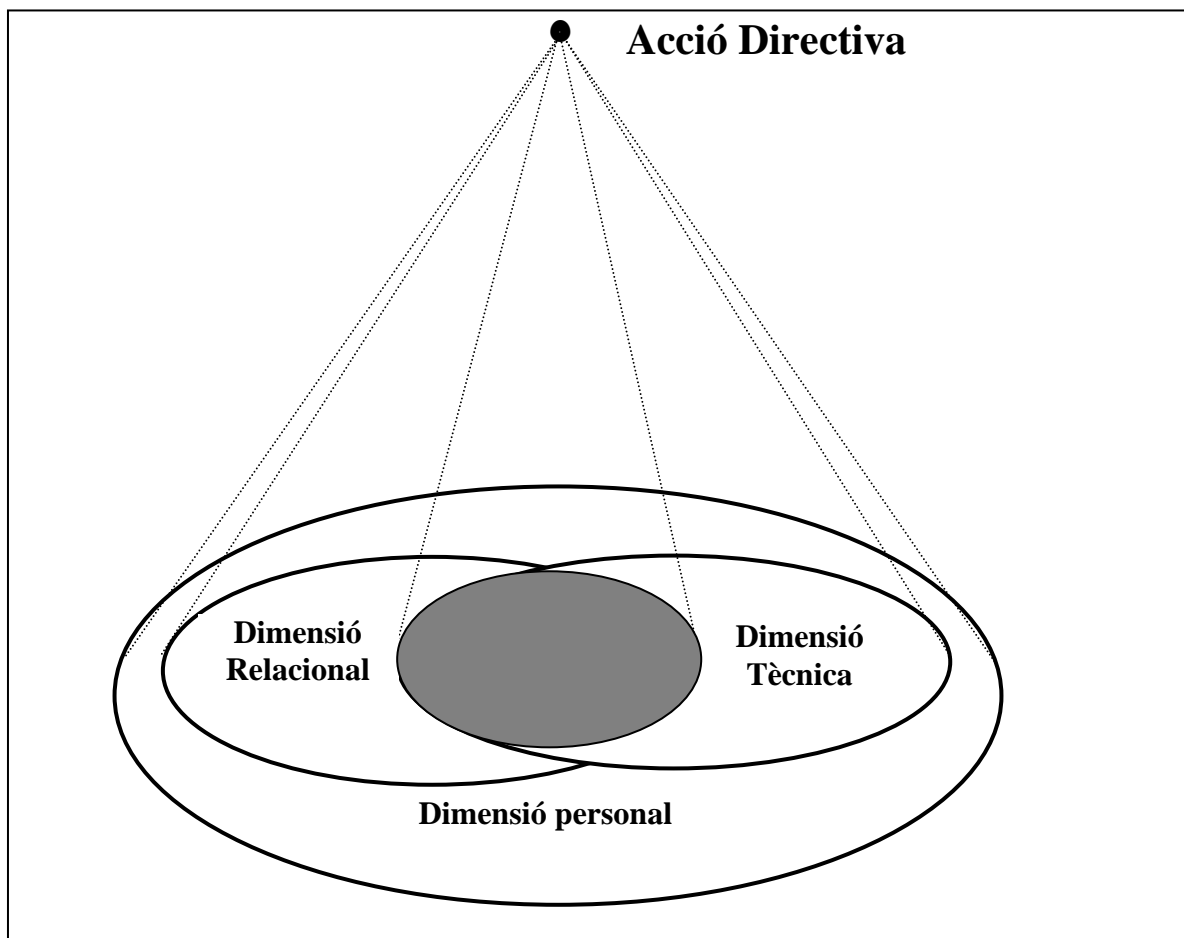 Acció Directiva
Dimensió
Relacional
Dimensió
Tècnica
Dimensió personal